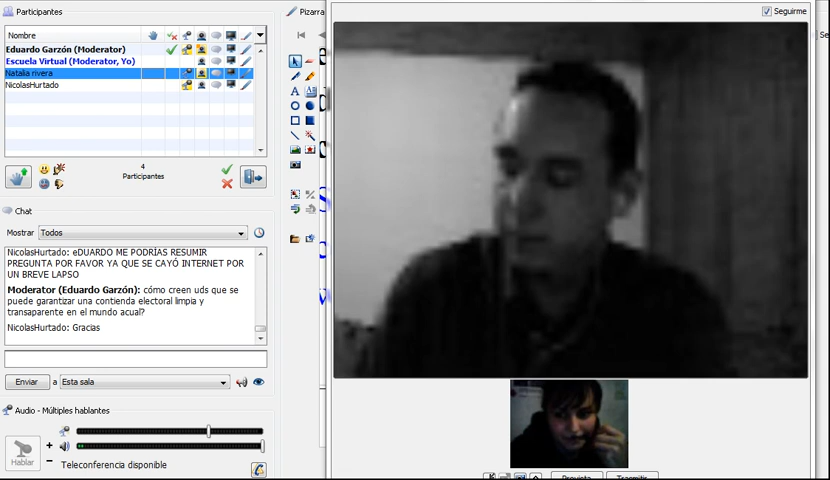 Participantes
Pizarra
Seguirme
Nombre
Eduardo Garzón (Moderator)
Escuela Virtual (Moderator, Yo)
Natalia rivera
NicolasHurtado
4
Participantes
Chat
Mostrar Todos
NicolasHurtado: eDUARDO ME PODRÍAS RESUMIR
PREGUNTA POR FAVOR YA QUE SE CAYÓ INTERNET POR
UN BREVE LAPSO
Moderator (Eduardo Garzón): cómo creen uds que se
puede garantizar una contienda electoral limpia y
transaparente en el mundo acual?
NicolasHurtado: Gracias
Enviar a Esta sala
Audio - Múltiples hablantes
Hablar
Teleconferencia disponible